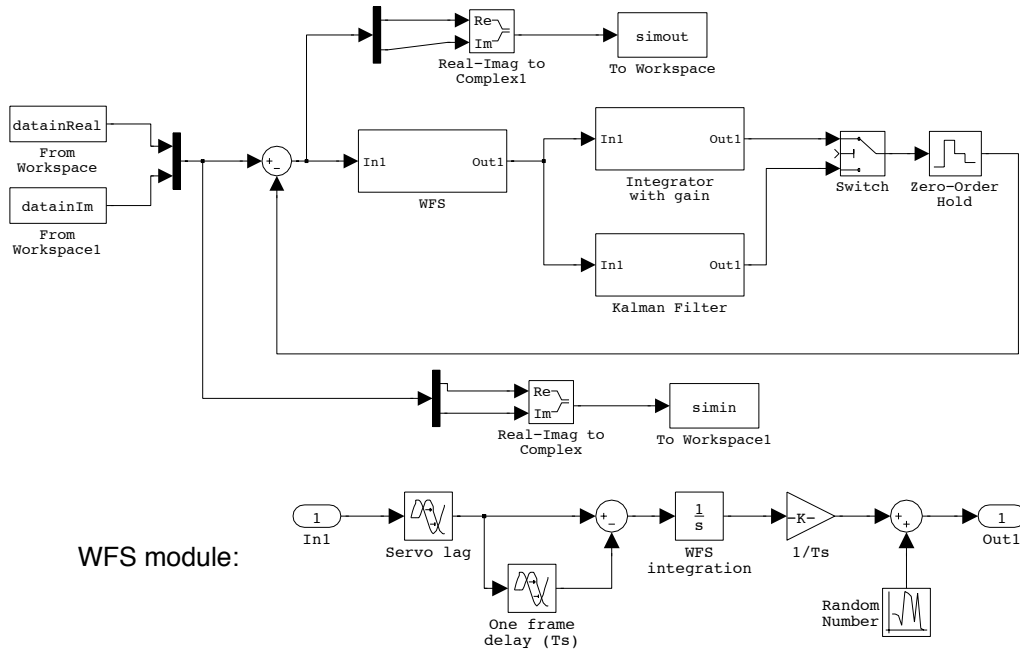 Re
Im
Real-Imag to
Complex1
simout
To Workspace
datainReal
From
Workspace
datainIm
From
Workspace1
+
-
In1
Out1
WFS
In1
Out1
Integrator
with gain
In1
Out1
Kalman Filter
Switch
Zero-Order
Hold
Re
Im
Real-Imag to
Complex
simin
To Workspace1
WFS module:
1
In1
Servo lag
One frame
delay (Ts)
+
-
1
s
WFS
integration
-K-
1/Ts
+
+
Random
Number
1
Out1